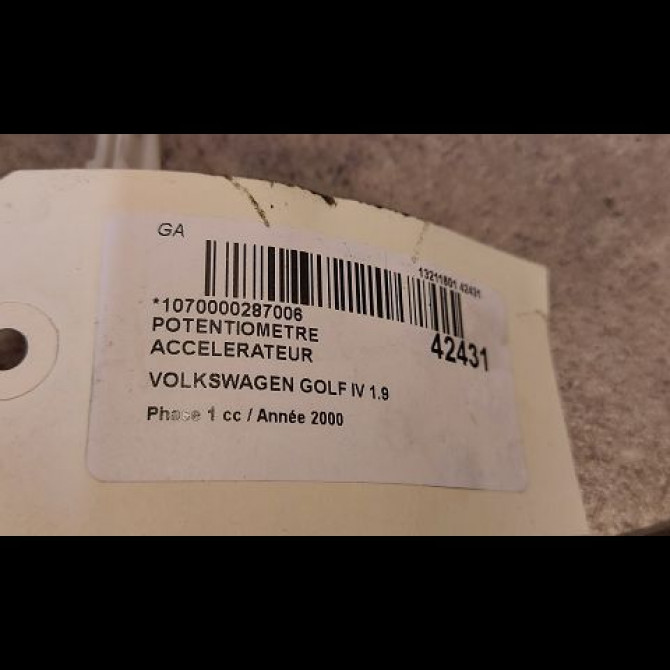 GA
13211801 42431
*1070000287006
POTENTIOMETRE
ACCELERATEUR
42431
VOLKSWAGEN GOLF IV 1.9
Phase 1 cc / Année 2000